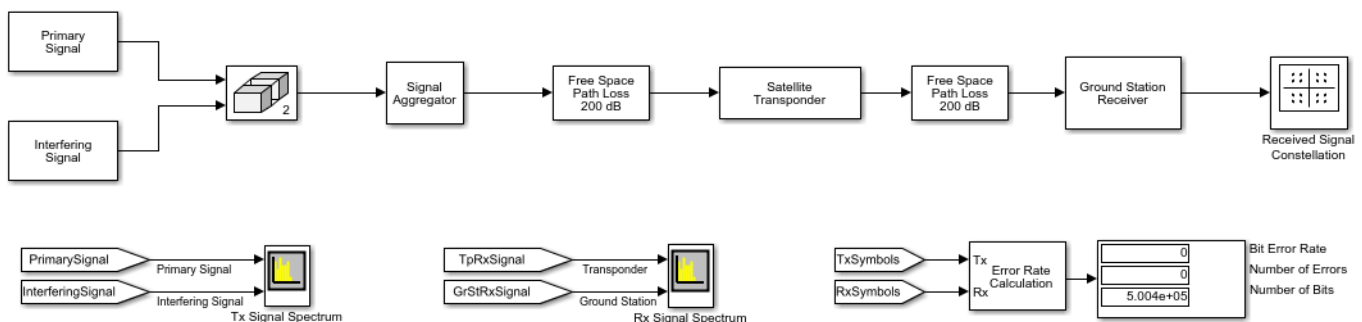 Primary
Signal
Interfering
Signal
2
Signal
Aggregator
Free Space
Path Loss
200 dB
Satellite
Transponder
Free Space
Path Loss
200 dB
Ground Station
Receiver
Received Signal
Constellation
PrimarySignal
Primary Signal
InterferingSignal
Interfering Signal
Tx Signal Spectrum
TpRxSignal
Transponder
GrStRxSignal
Ground Station
Rx Signal Spectrum
TxSymbols
RxSymbols
Tx
Rx
Error Rate
Calculation
0
0
5.004e+05
Bit Error Rate
Number of Errors
Number of Bits